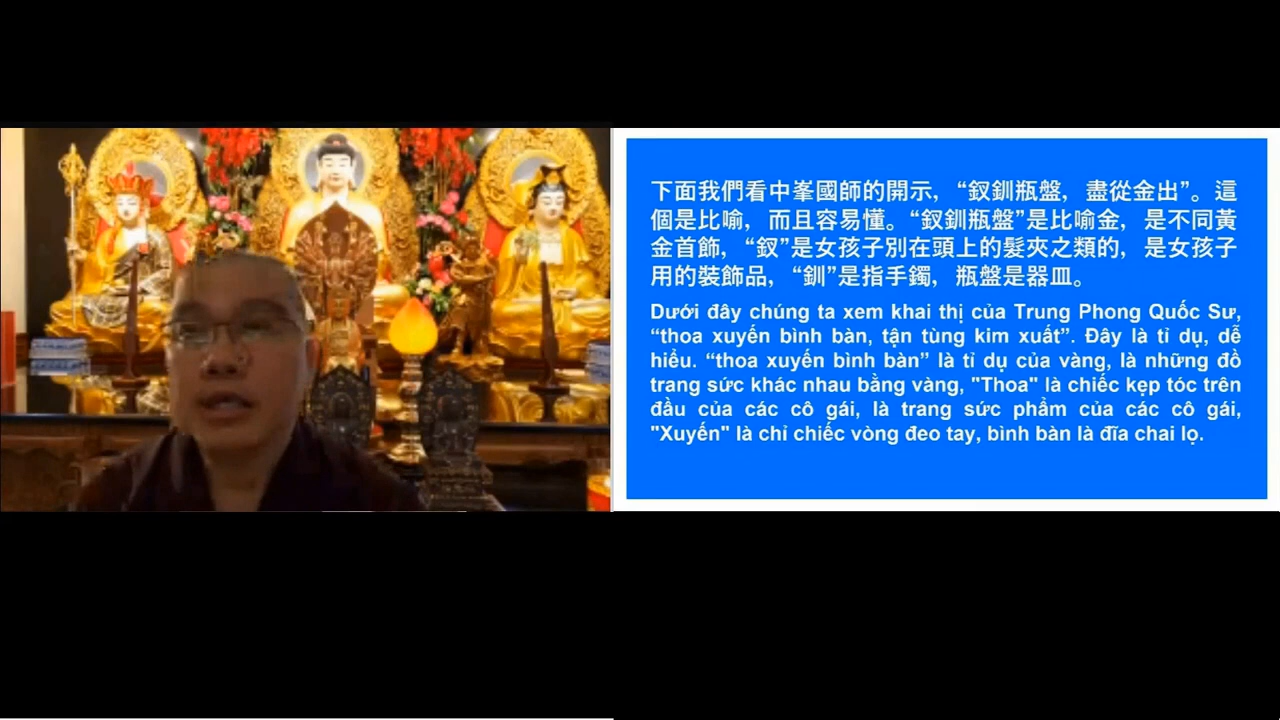 下面我們看中峯國師的開示，“釵釧瓶盤，盡從金出”。這
個是比喻，而且容易懂。“釵釧瓶盤”是比喻金，是不同黃
金首飾，“釵”是女孩子別在頭上的髮夾之類的，是女孩子
用的裝飾品，“釧”是指手鐲，瓶盤是器皿。
Dưới đây chúng ta xem khai thị của Trung Phong Quốc Sư,
“thoa xuyến bình bàn, tận tùng kim xuất”. Đây là tỉ dụ, dễ
hiểu. “thoa xuyến bình bàn” là tỉ dụ của vàng, là những đồ
trang sức khác nhau bằng vàng, "Thoa" là chiếc kẹp tóc trên
đầu của các cô gái, là trang sức phẩm của các cô gái,
"Xuyến" là chỉ chiếc vòng đeo tay, bình bàn là đĩa chai lọ.